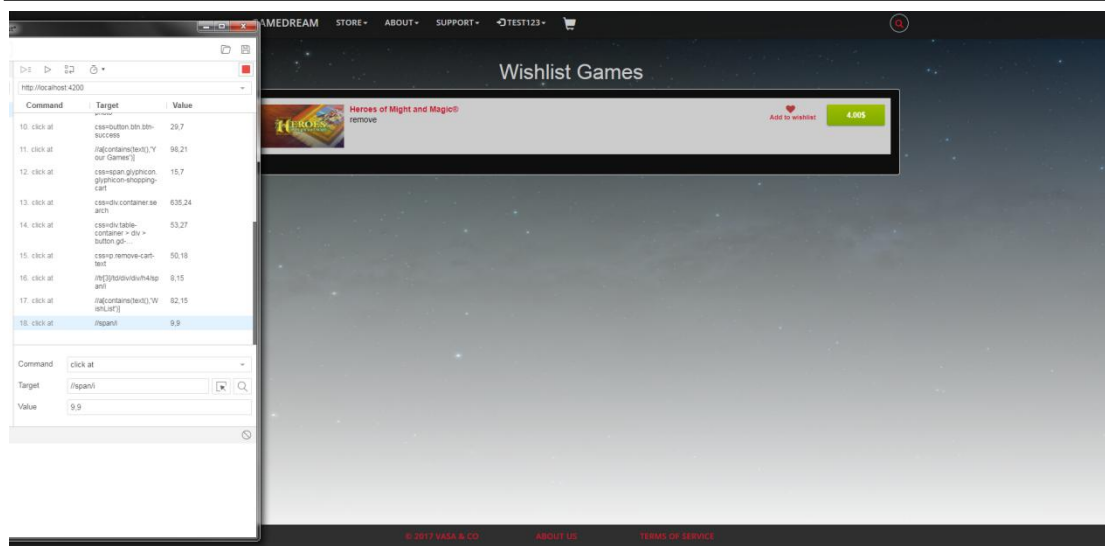 AMEDREAM STORE ABOUT SUPPORT TEST123
Wishlist Games
http://localhost:4200
Command Target Value
photo
10. click at css=button.btn.btn- 29,7
success
11. click at //a[contains(text(),'Y 98,21
our Games')]
12. click at css=span.glyphicon. 15,7
glyphicon-shopping-
cart
13. click at css=div.container.se 635,24
arch
14. click at css=div.table- 53,27
container > div >
button.gd-...
15. click at css=p.remove-cart- 50,18
text
16. click at //tr[3]/td/div/div/h4/sp 8,15
an/i
17. click at //a[contains(text(),'W 82,15
ishList')]
18. click at //span/i 9,9
Command click at
Target //span/i
Value 9,9
HEROES
Heroes of Might and Magic®
remove
Add to wishlist
4.00$
© 2017 VASA & CO ABOUT US TERMS OF SERVICE